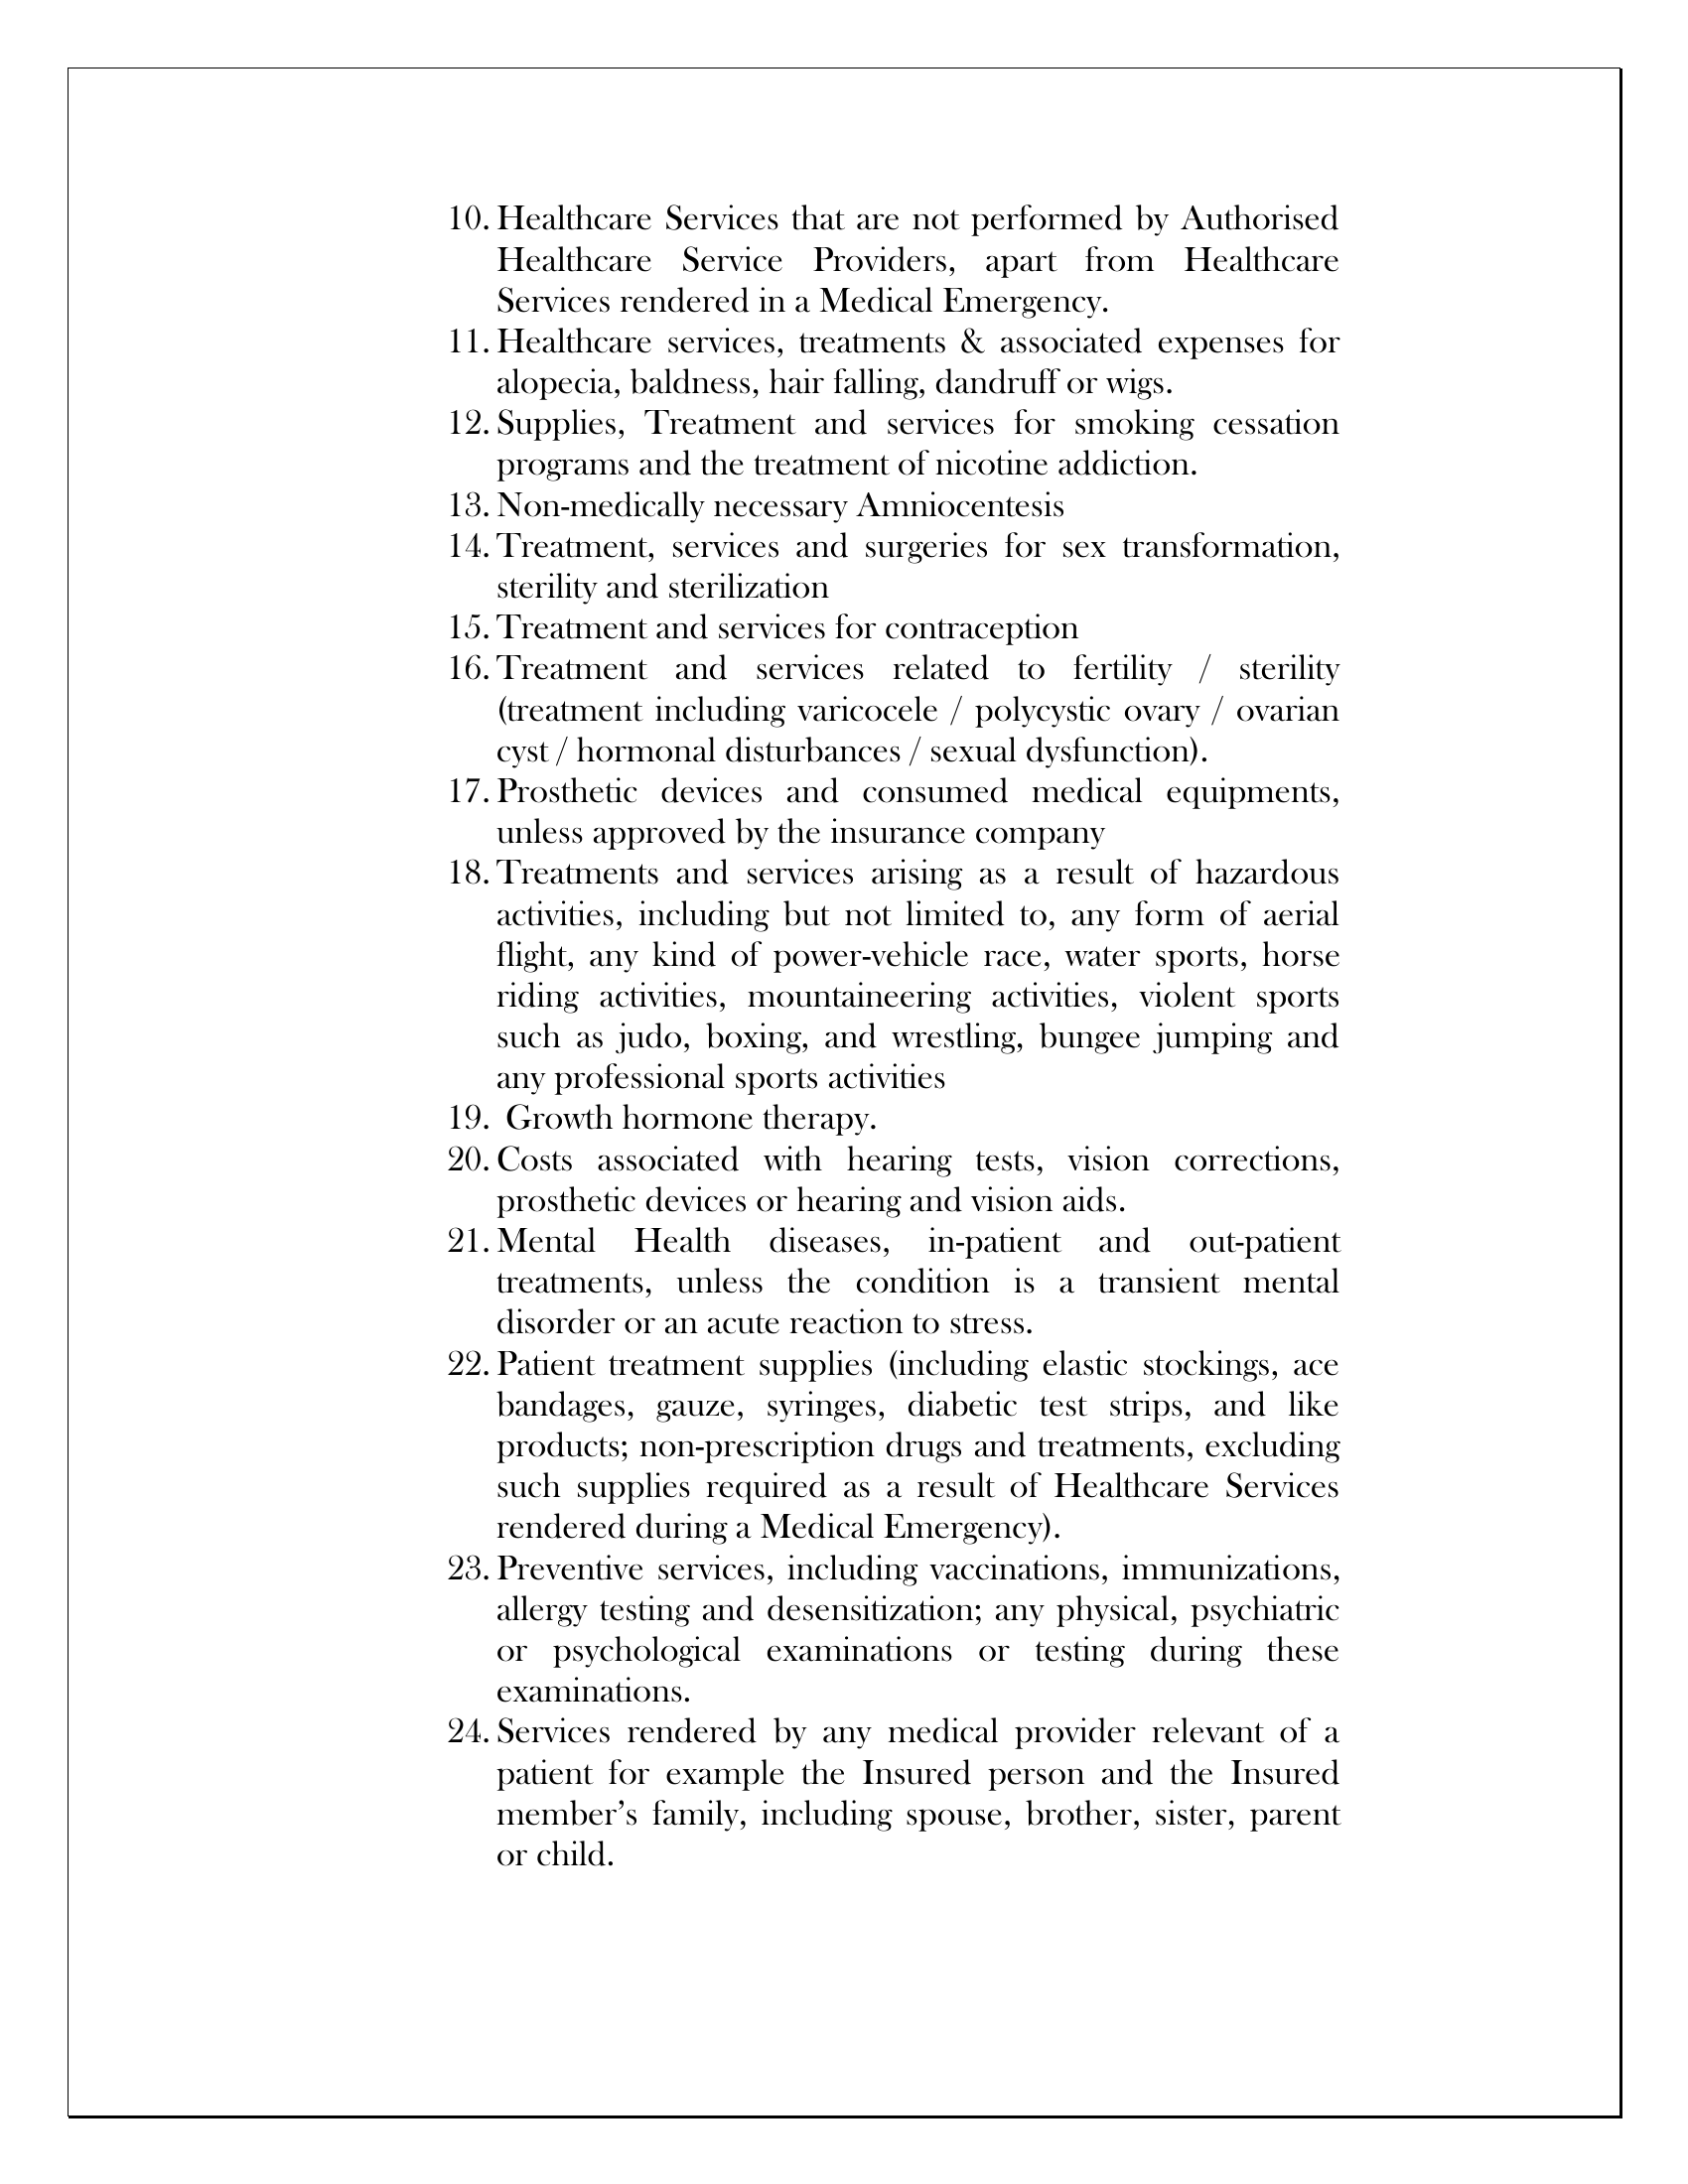 10. Healthcare Services that are not performed by Authorised
Healthcare Service Providers, apart from Healthcare
Services rendered in a Medical Emergency.
11. Healthcare services, treatments & associated expenses for
alopecia, baldness, hair falling, dandruff or wigs.
12. Supplies, Treatment and services for smoking cessation
programs and the treatment of nicotine addiction.
13. Non-medically necessary Amniocentesis
14. Treatment, services and surgeries for sex transformation,
sterility and sterilization
15. Treatment and services for contraception
16. Treatment and services related to fertility / sterility
(treatment including varicocele / polycystic ovary / ovarian
cyst / hormonal disturbances / sexual dysfunction).
17. Prosthetic devices and consumed medical equipments,
unless approved by the insurance company
18. Treatments and services arising as a result of hazardous
activities, including but not limited to, any form of aerial
flight, any kind of power-vehicle race, water sports, horse
riding activities, mountaineering activities, violent sports
such as judo, boxing, and wrestling, bungee jumping and
any professional sports activities
19. Growth hormone therapy.
20. Costs associated with hearing tests, vision corrections,
prosthetic devices or hearing and vision aids.
21. Mental Health diseases, in-patient and out-patient
treatments, unless the condition is a transient mental
disorder or an acute reaction to stress.
22. Patient treatment supplies (including elastic stockings, ace
bandages, gauze, syringes, diabetic test strips, and like
products; non-prescription drugs and treatments, excluding
such supplies required as a result of Healthcare Services
rendered during a Medical Emergency).
23. Preventive services, including vaccinations, immunizations,
allergy testing and desensitization; any physical, psychiatric
or psychological examinations or testing during these
examinations.
24. Services rendered by any medical provider relevant of a
patient for example the Insured person and the Insured
member’s family, including spouse, brother, sister, parent
or child.